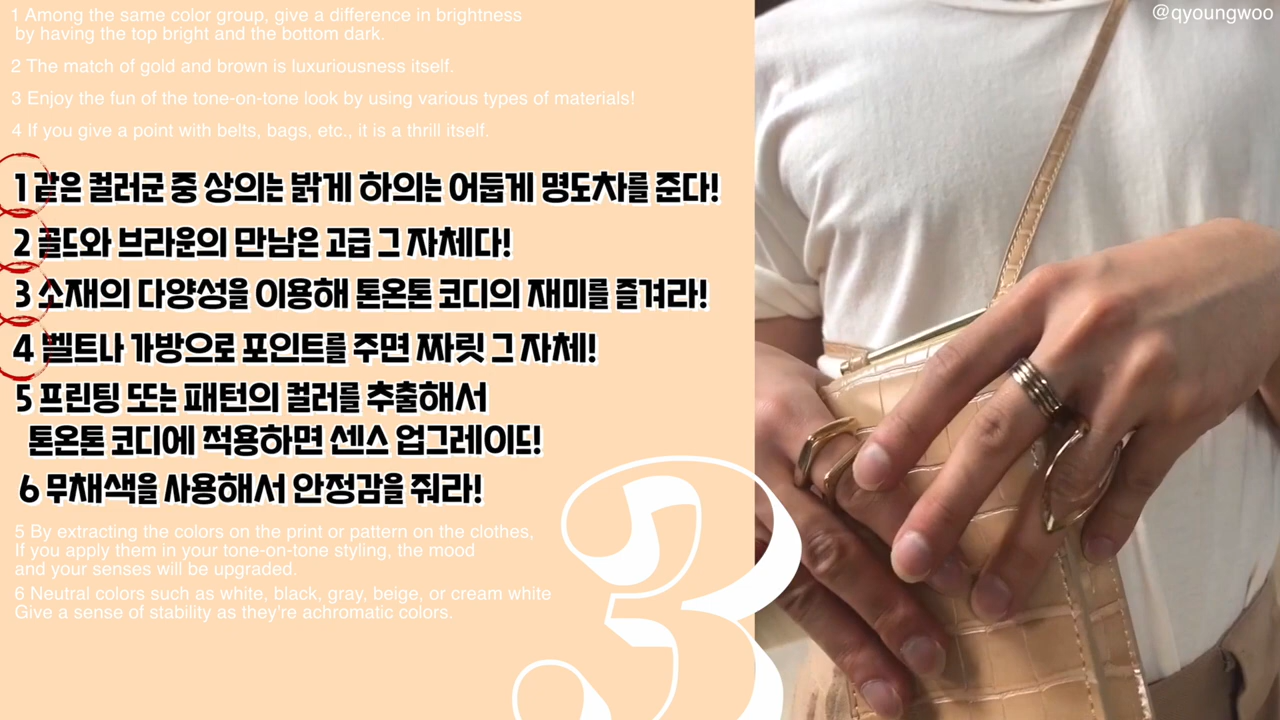 1 Among the same color group, give a difference in brightness
by having the top bright and the bottom dark.
2 The match of gold and brown is luxuriousness itself.
3 Enjoy the fun of the tone-on-tone look by using various types of materials!
4 If you give a point with belts, bags, etc., it is a thrill itself.
1 같은 컬러군 중 상의는 밝게 하의는 어둡게 명도차를 준다!
2 골드와 브라운의 만남은 고급 그 자체다!
3 소재의 다양성을 이용해 톤온톤 코디의 재미를 즐겨라!
4 벨트나 가방으로 포인트를 주면 짜릿 그 자체!
5 프린팅 또는 패턴의 컬러를 추출해서
톤온톤 코디에 적용하면 센스 업그레이드!
6 무채색을 사용해서 안정감을 줘라!
5 By extracting the colors on the print or pattern on the clothes,
If you apply them in your tone-on-tone styling, the mood
and your senses will be upgraded.
6 Neutral colors such as white, black, gray, beige, or cream white
Give a sense of stability as they're achromatic colors.
3
@qyoungwoo